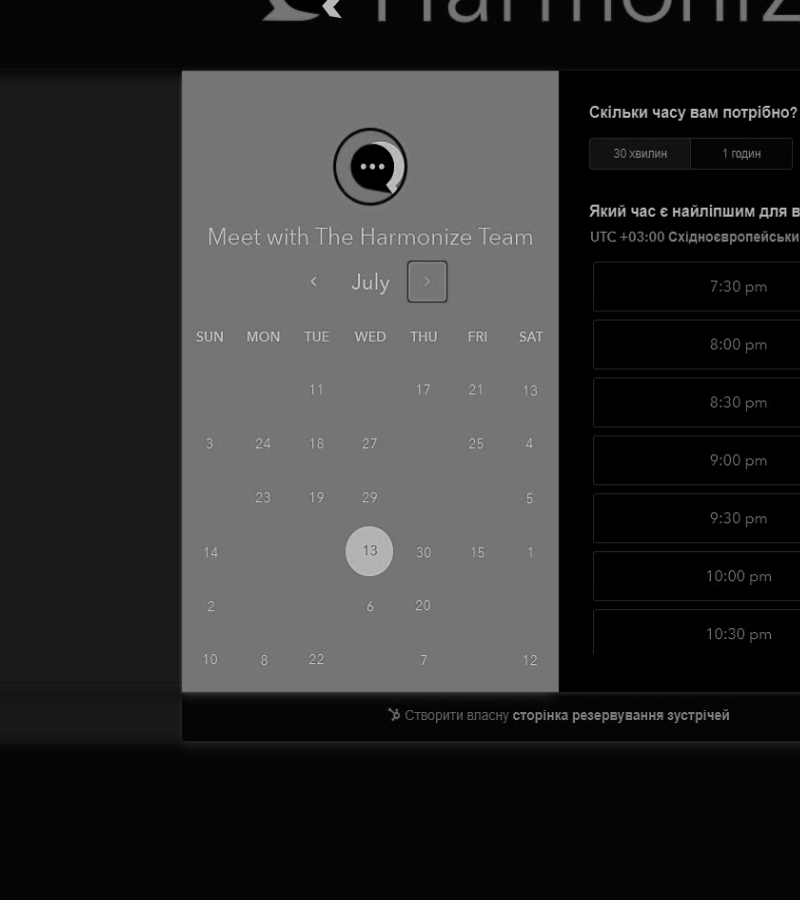 Harmoniz
Meet with The Harmonize Team
July
SUN MON TUE WED THU FRI SAT
11 17 21 13
3 24 18 27 25 4
23 19 29 5
14 13 30 15 1
2 6 20
10 8 22 7 12
Скільки часу вам потрібно?
30 хвилин 1 годин
Який час є найліпшим для в
UTC +03:00 Східноєвропейськи
7:30 pm
8:00 pm
8:30 pm
9:00 pm
9:30 pm
10:00 pm
10:30 pm
Створити власну сторінка резервування зустрічей